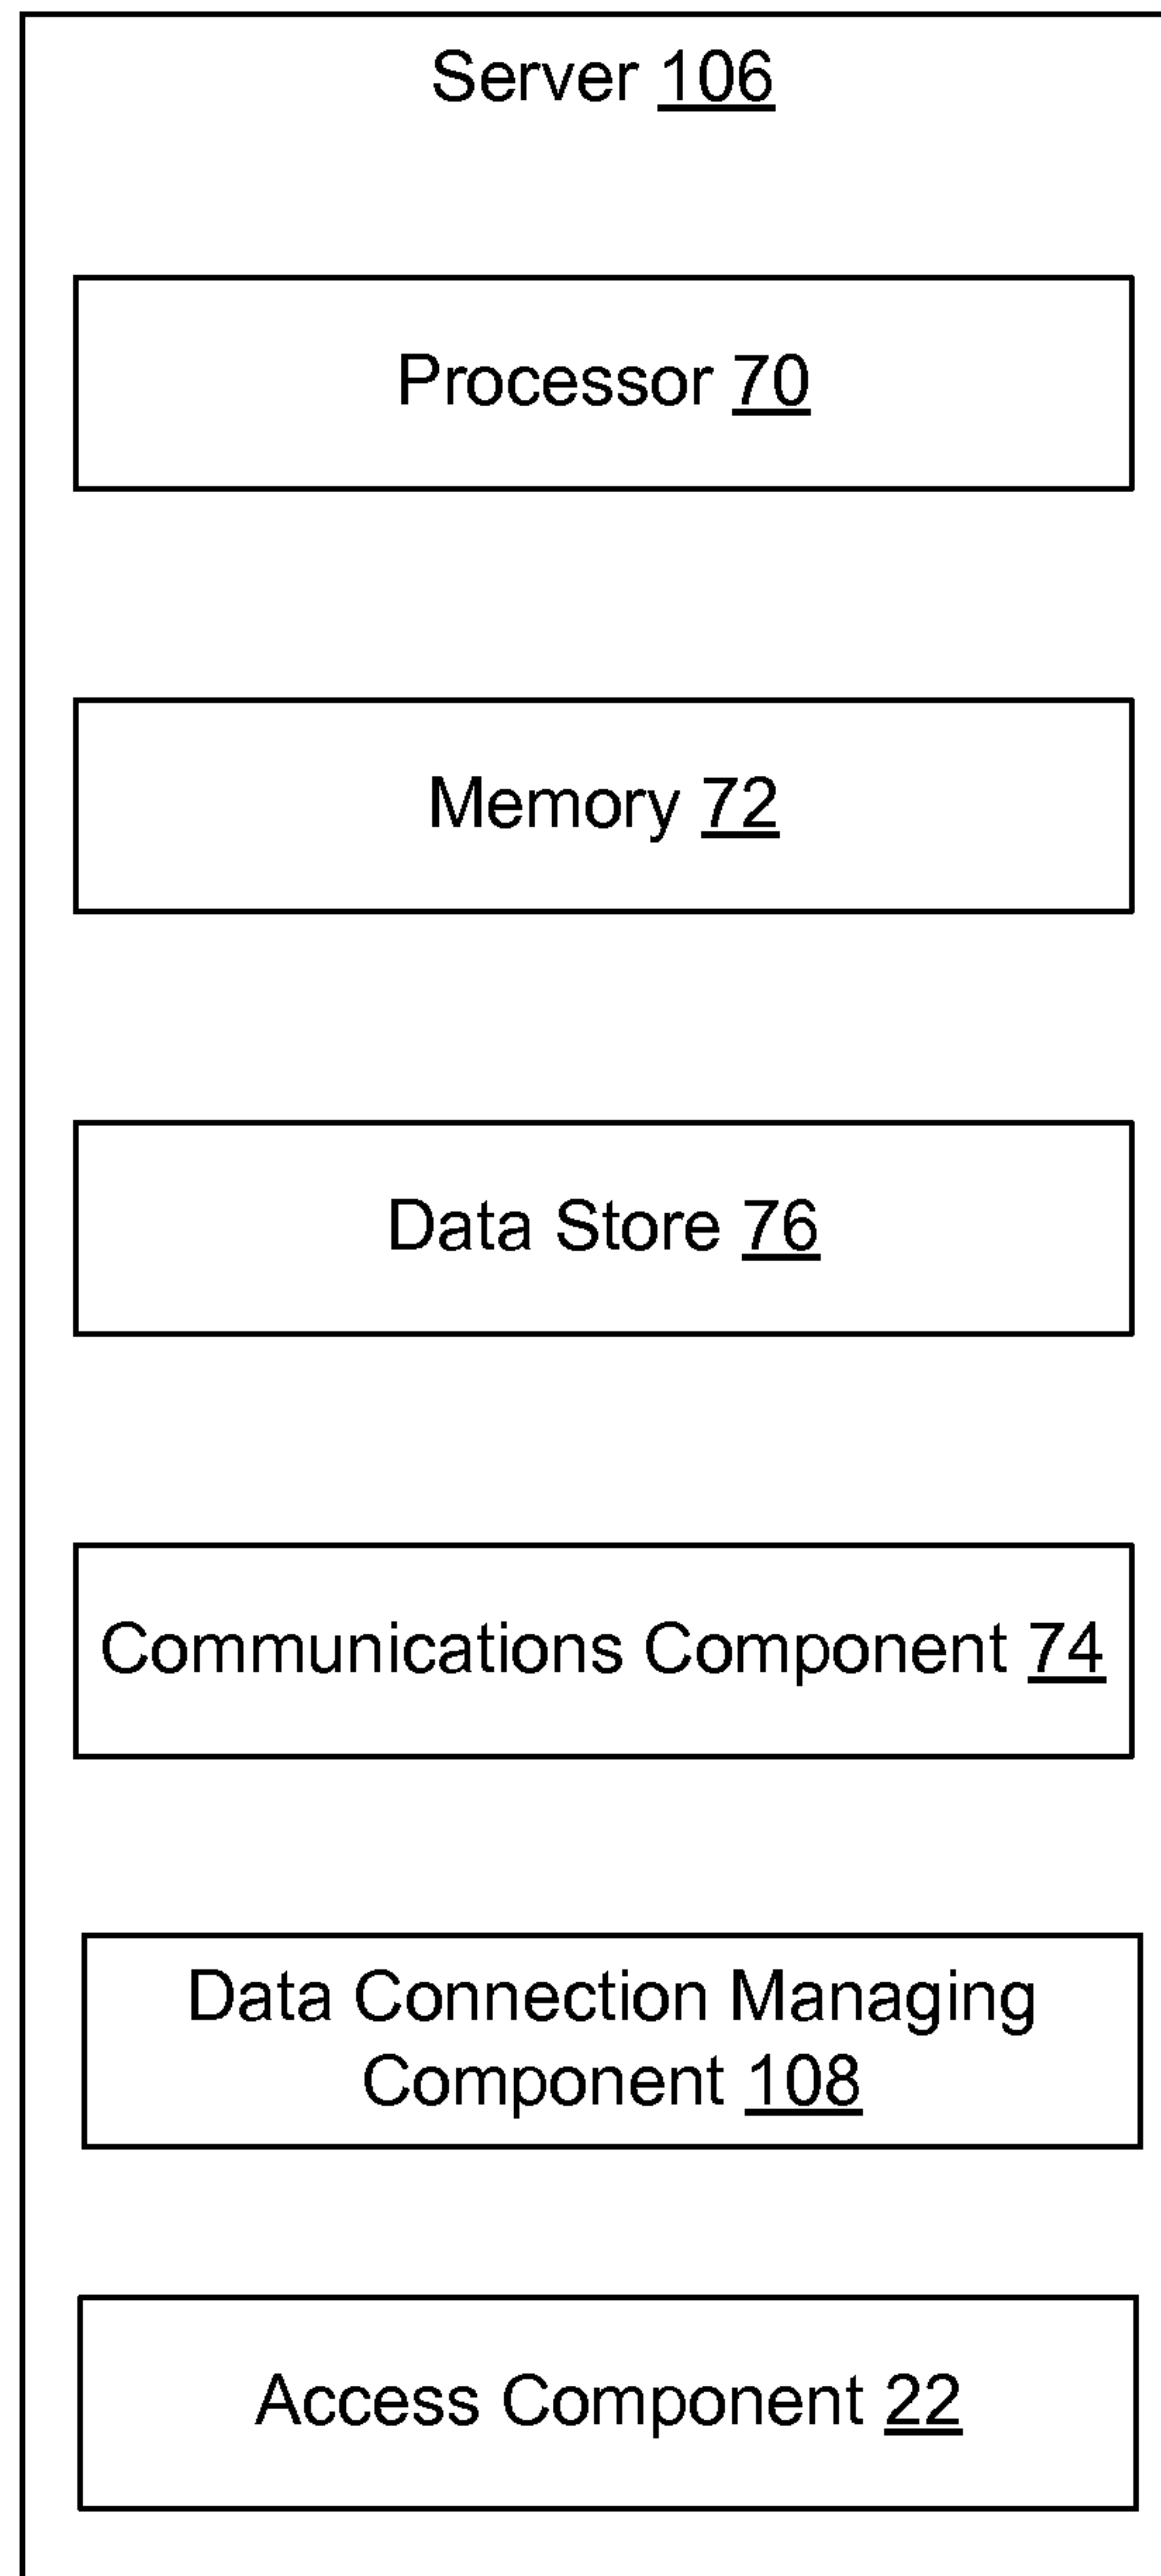 Server 106
Processor 70
Memory 72
Data Store 76
Communications Component 74
Data Connection Managing
Component 108
Access Component 22